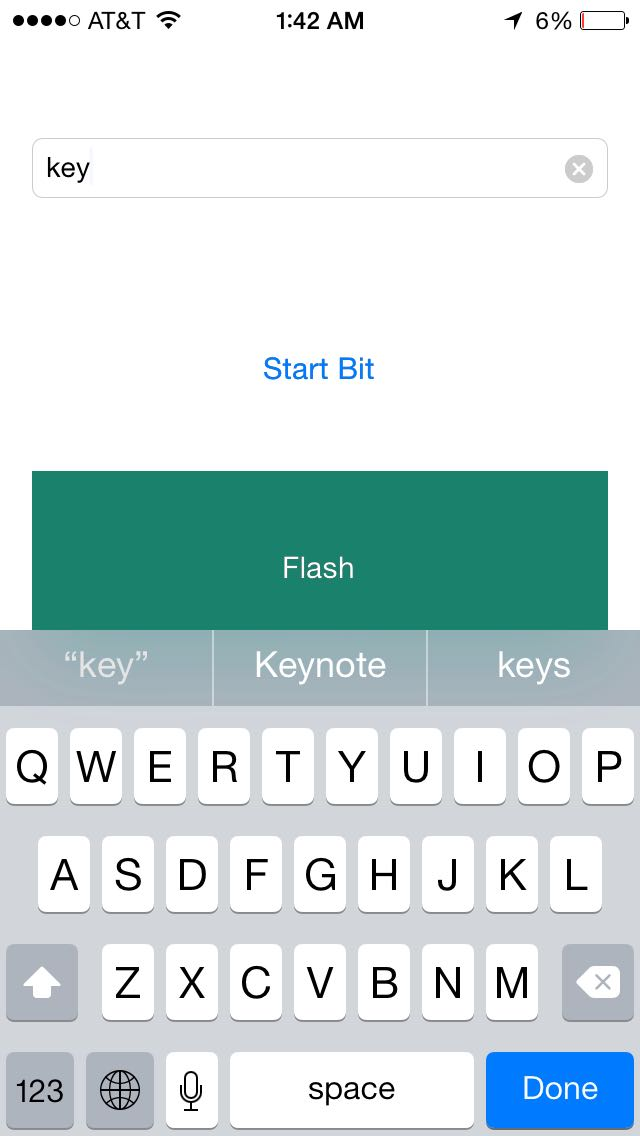 AT&T 1:42 AM 6%
key
Start Bit
Flash
“key” Keynote keys
Q W E R T Y U I O P
A S D F G H J K L
Z X C V B N M
123 space Done